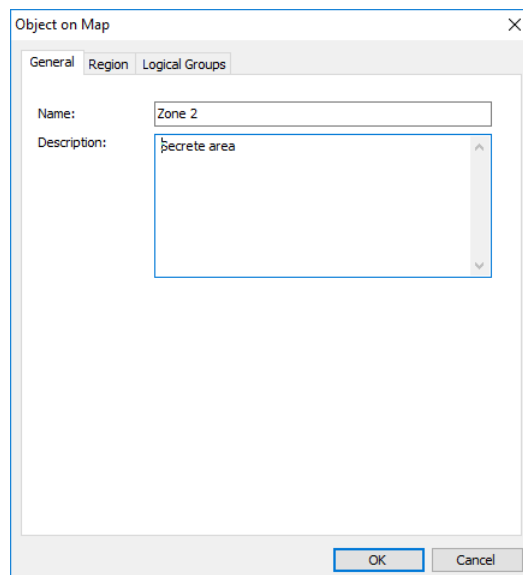 Object on Map
General Region Logical Groups
Name: Zone 2
Description: Secrete area
OK Cancel